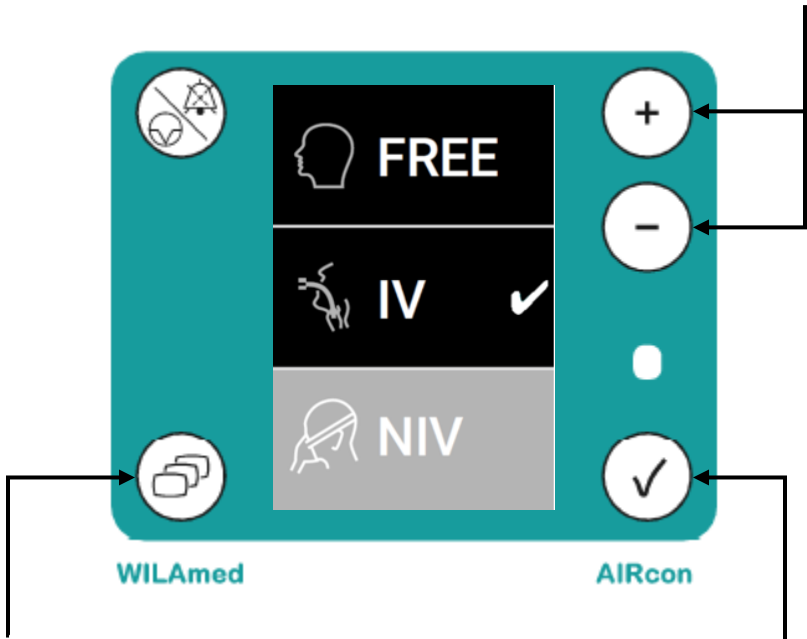 +
FREE
-
IV ✔
NIV
✓
WILAmed AIRcon